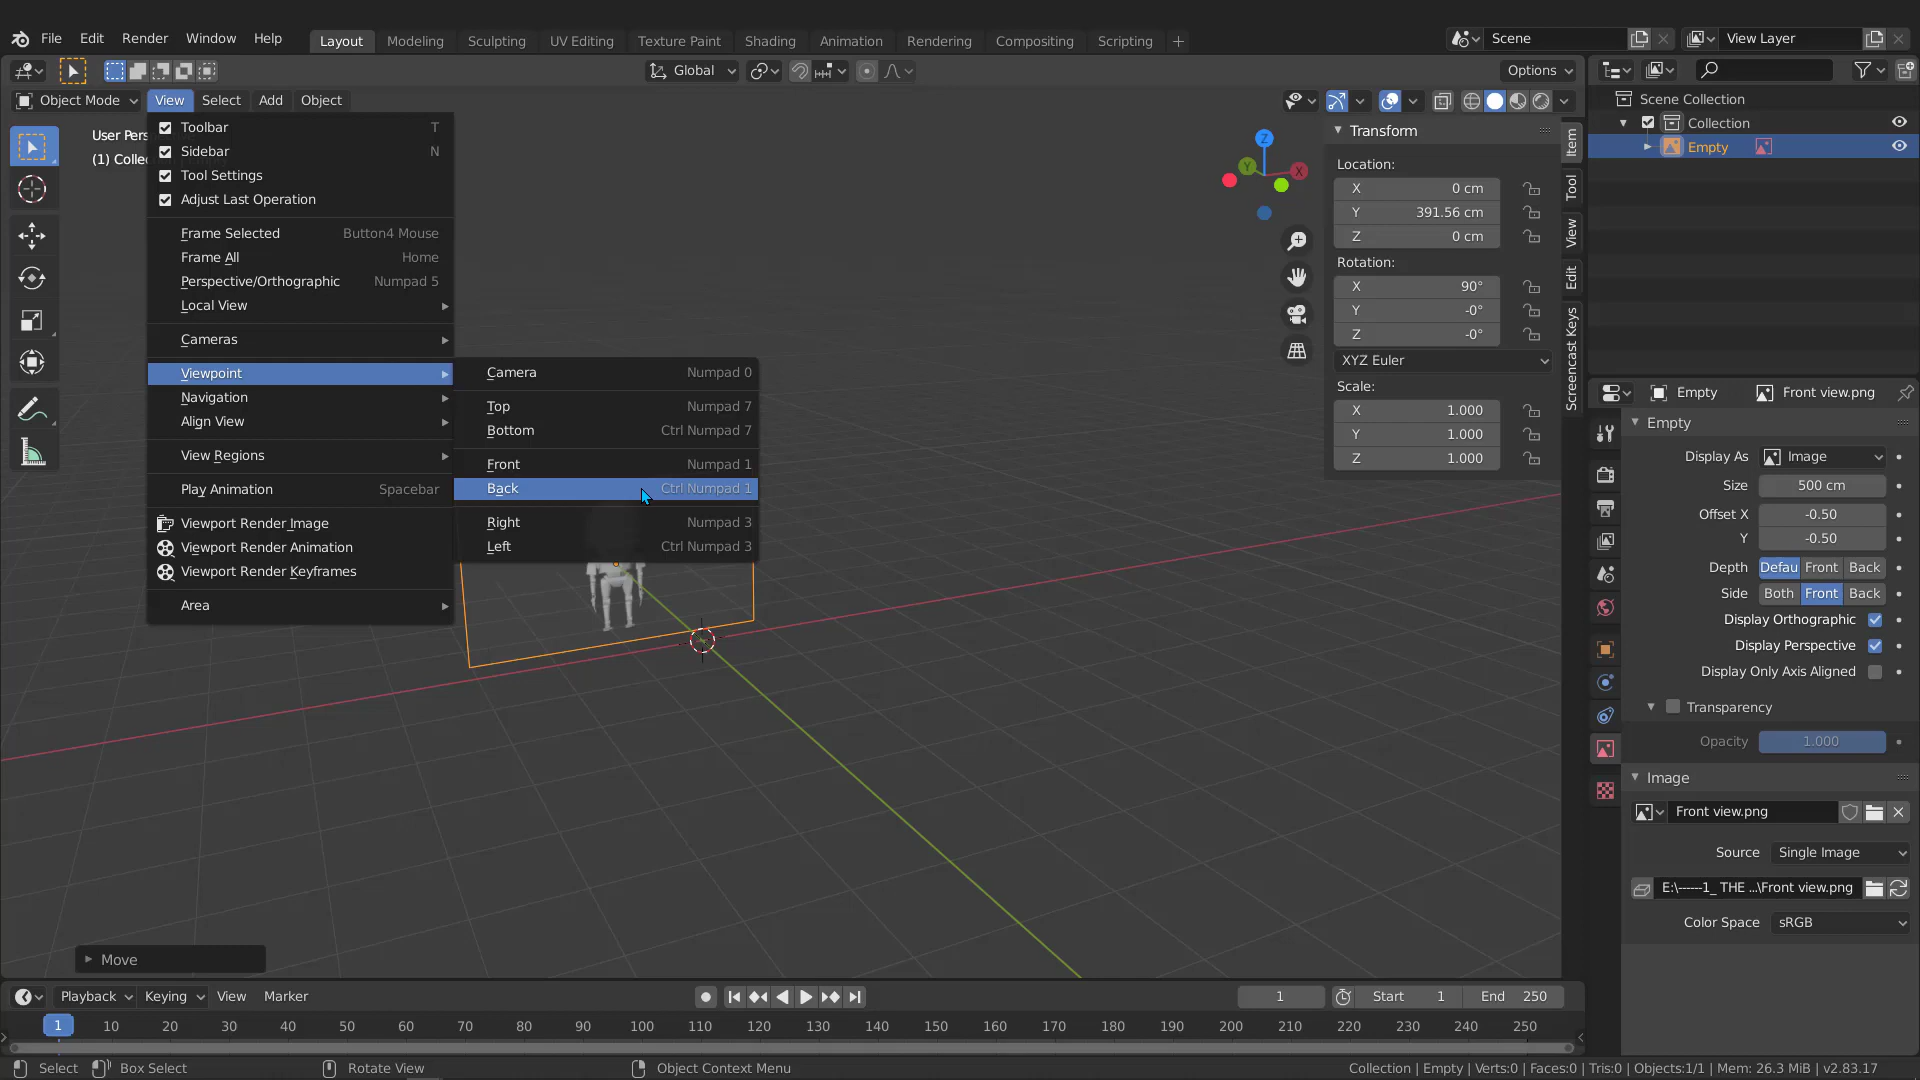 File Edit Render Window Help
Layout Modeling Sculpting UV Editing Texture Paint Shading Animation Rendering Compositing Scripting +
Scene
View Layer
Global
Options
Object Mode View Select Add Object
Toolbar T
Sidebar N
Tool Settings
Adjust Last Operation
Frame Selected Button4 Mouse
Frame All Home
Perspective/Orthographic Numpad 5
Local View
Cameras
Viewpoint
Navigation
Align View
View Regions
Play Animation Spacebar
Viewport Render Image
Viewport Render Animation
Viewport Render Keyframes
Area
Camera Numpad 0
Top Numpad 7
Bottom Ctrl Numpad 7
Front Numpad 1
Back Ctrl Numpad 1
Right Numpad 3
Left Ctrl Numpad 3
User Pers
(1) Colle
Z
Y
X
Transform
Location:
X 0 cm
Y 391.56 cm
Z 0 cm
Rotation:
X 90°
Y -0°
Z -0°
XYZ Euler
Scale:
X 1.000
Y 1.000
Z 1.000
Item
Tool
View
Edit
Screencast Keys
Scene Collection
Collection
Empty
Empty Front view.png
Empty
Display As Image
Size 500 cm
Offset X -0.50
Y -0.50
Depth Defau Front Back
Side Both Front Back
Display Orthographic
Display Perspective
Display Only Axis Aligned
Transparency
Opacity 1.000
Image
Front view.png
Source Single Image
E:\------1_ THE ...\Front view.png
Color Space sRGB
Move
Playback Keying View Marker
1 Start 1 End 250
1 10 20 30 40 50 60 70 80 90 100 110 120 130 140 150 160 170 180 190 200 210 220 230 240 250
Select Box Select Rotate View Object Context Menu
Collection | Empty | Verts:0 | Faces:0 | Tris:0 | Objects:1/1 | Mem: 26.3 MiB | v2.83.17